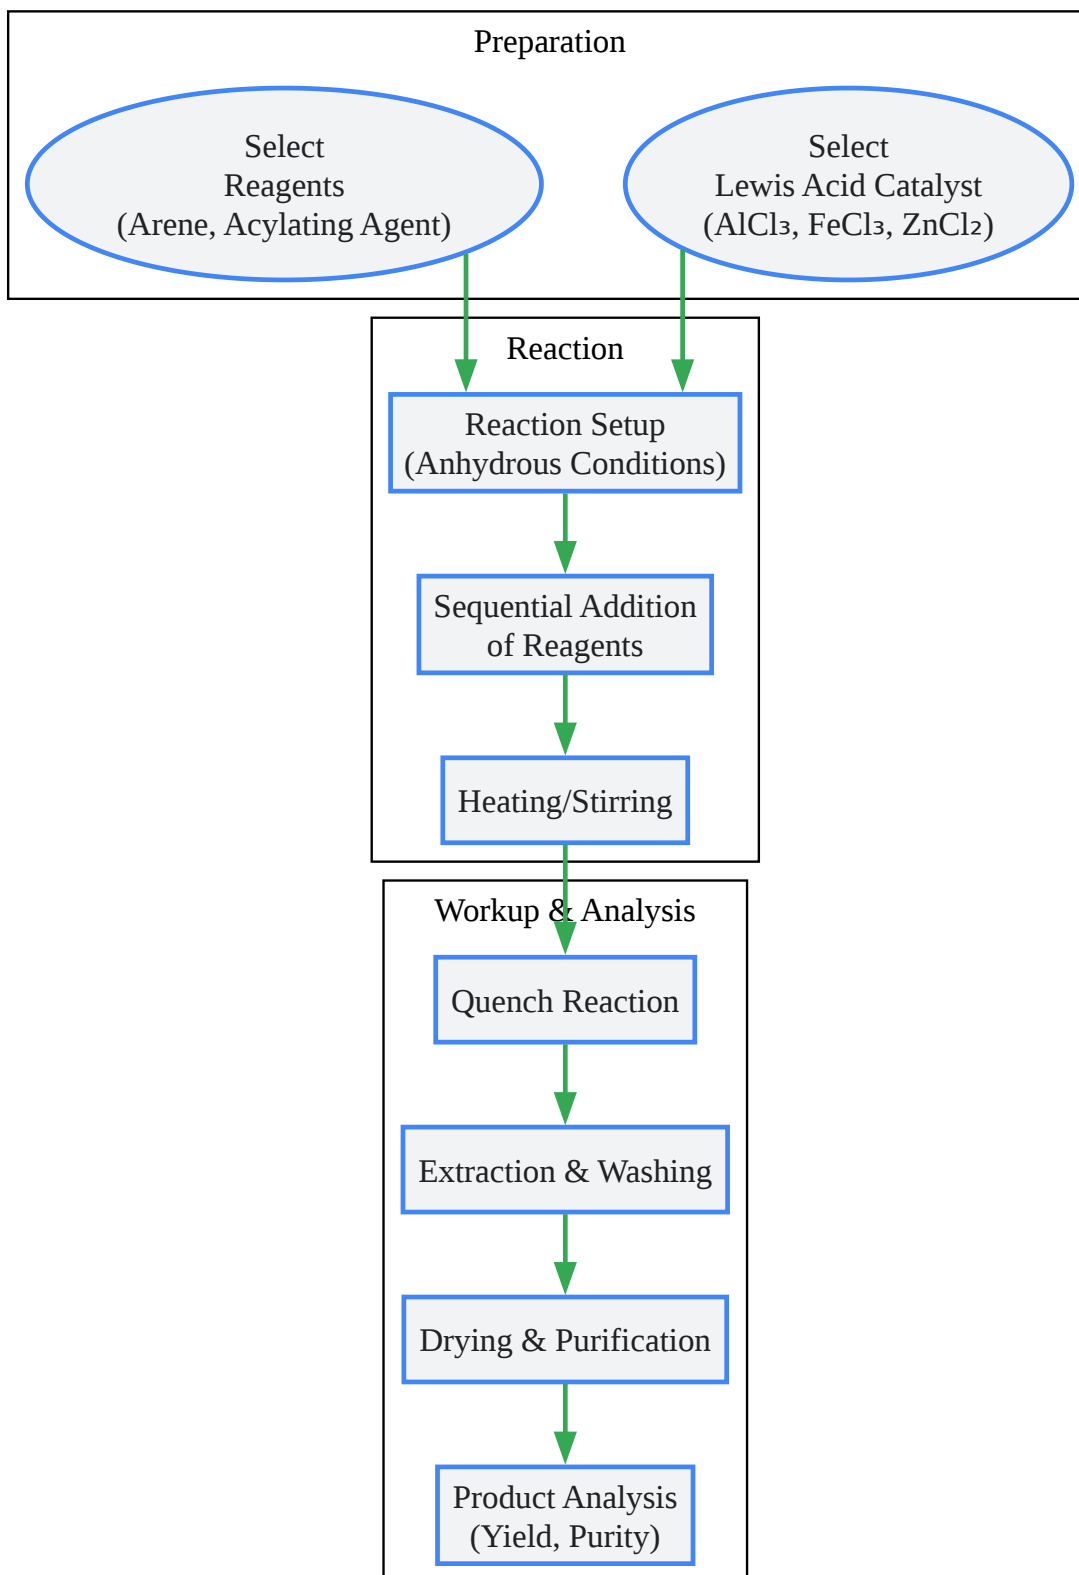 Preparation
Select
Reagents
(Arene, Acylating Agent)
Select
Lewis Acid Catalyst
(AlCl₃, FeCl₃, ZnCl₂)
Reaction
Reaction Setup
(Anhydrous Conditions)
Sequential Addition
of Reagents
Heating/Stirring
Workup & Analysis
Quench Reaction
Extraction & Washing
Drying & Purification
Product Analysis
(Yield, Purity)